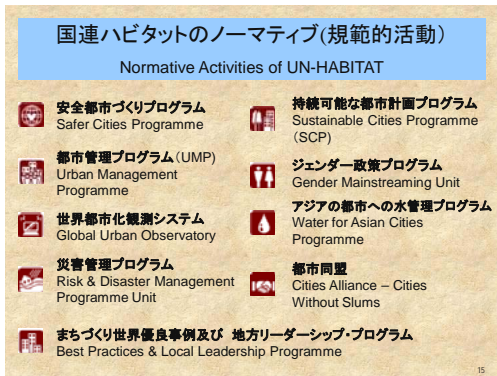 国連ハビタットのノーマティブ(規範的活動）
Normative Activities of UN-HABITAT
安全都市づくりプログラム
Safer Cities Programme
都市管理プログラム（UMP）
Urban Management
Programme
世界都市化観測システム
Global Urban Observatory
災害管理プログラム
Risk & Disaster Management
Programme Unit
持続可能な都市計画プログラム
Sustainable Cities Programme
（SCP）
ジェンダー政策プログラム
Gender Mainstreaming Unit
アジアの都市への水管理プログラム
Water for Asian Cities
Programme
都市同盟
Cities Alliance – Cities
Without Slums
まちづくり世界優良事例及び 地方リーダーシップ・プログラム
Best Practices & Local Leadership Programme
15